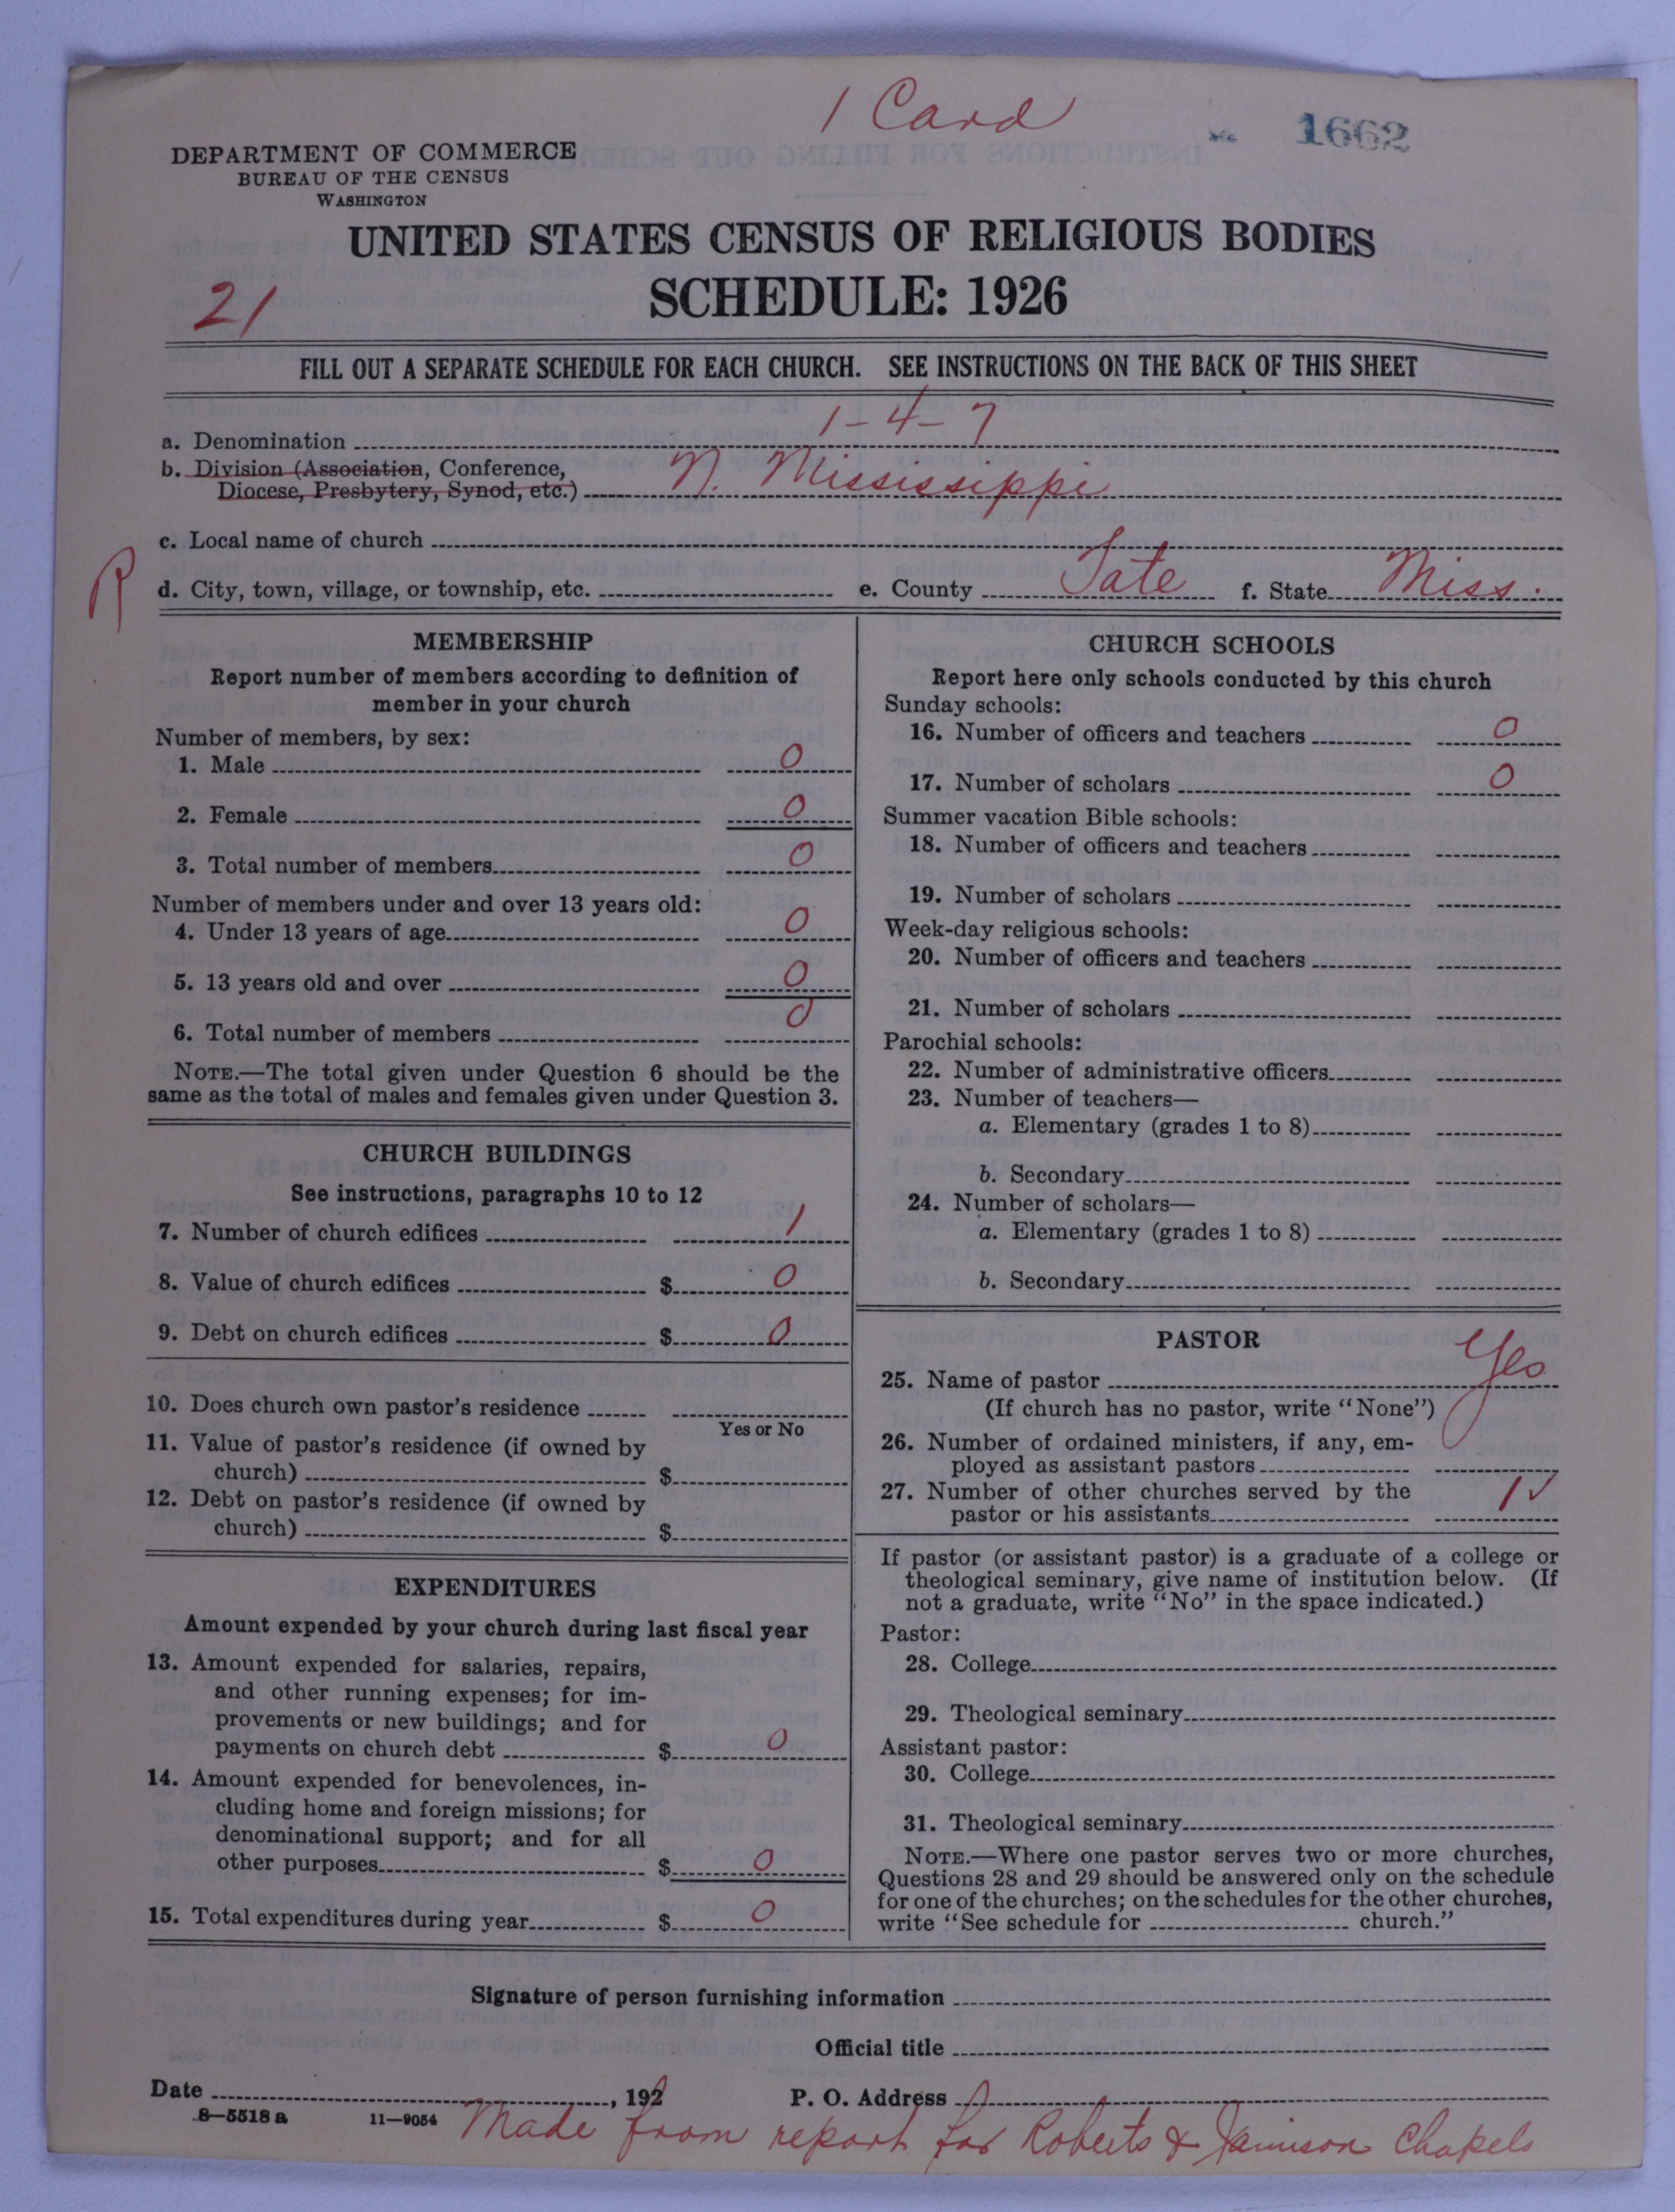 1 Card
1662
DEPARTMENT OF COMMERCE
BUREAU OF THE CENSUS
WASHINGTON
UNITED STATES CENSUS OF RELIGIOUS BODIES
SCHEDULE: 1926
21
FILL OUT A SEPARATE SCHEDULE FOR EACH CHURCH. SEE INSTRUCTIONS ON THE BACK OF THIS SHEET
a. Denomination 1-4-7
b. Division (Association, Conference,
Diocese, Presbytery, Synod, etc.) N. Mississippi
c. Local name of church
R
d. City, town, village, or township, etc. e. County Tate f. State Miss.
MEMBERSHIP
Report number of members according to definition of
member in your church
Number of members, by sex:
1. Male 0
2. Female 0
3. Total number of members 0
Number of members under and over 13 years old:
4. Under 13 years of age 0
5. 13 years old and over 0
6. Total number of members 0
NOTE.—The total given under Question 6 should be the
same as the total of males and females given under Question 3.
CHURCH BUILDINGS
See instructions, paragraphs 10 to 12
7. Number of church edifices 1
8. Value of church edifices $ 0
9. Debt on church edifices $ 0
10. Does church own pastor's residence
Yes or No
11. Value of pastor's residence (if owned by
church) $
12. Debt on pastor's residence (if owned by
church) $
EXPENDITURES
Amount expended by your church during last fiscal year
13. Amount expended for salaries, repairs,
and other running expenses; for im-
provements or new buildings; and for
payments on church debt $ 0
14. Amount expended for benevolences, in-
cluding home and foreign missions; for
denominational support; and for all
other purposes $ 0
15. Total expenditures during year $ 0
CHURCH SCHOOLS
Report here only schools conducted by this church
Sunday schools:
16. Number of officers and teachers 0
17. Number of scholars 0
Summer vacation Bible schools:
18. Number of officers and teachers
19. Number of scholars
Week-day religious schools:
20. Number of officers and teachers
21. Number of scholars
Parochial schools:
22. Number of administrative officers
23. Number of teachers—
a. Elementary (grades 1 to 8)
b. Secondary
24. Number of scholars—
a. Elementary (grades 1 to 8)
b. Secondary
PASTOR
25. Name of pastor Yes
(If church has no pastor, write "None")
26. Number of ordained ministers, if any, em-
ployed as assistant pastors
27. Number of other churches served by the
pastor or his assistants 1 ✓
If pastor (or assistant pastor) is a graduate of a college or
theological seminary, give name of institution below. (If
not a graduate, write "No" in the space indicated.)
Pastor:
28. College
29. Theological seminary
Assistant pastor:
30. College
31. Theological seminary
NOTE.—Where one pastor serves two or more churches,
Questions 28 and 29 should be answered only on the schedule
for one of the churches; on the schedules for the other churches,
write "See schedule for church."
Signature of person furnishing information
Official title
Date , 192 P. O. Address
8—5518 a 11—9054
Made from report for Roberts & Jamison Chapels